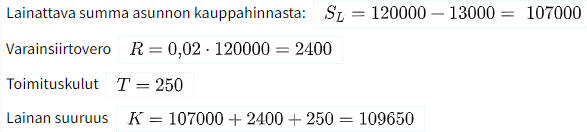 Lainattava summa asunnon kauppahinnasta: S_L = 120000 − 13000 = 107000
Varainsiirtovero R = 0,02 · 120000 = 2400
Toimituskulut T = 250
Lainan suuruus K = 107000 + 2400 + 250 = 109650